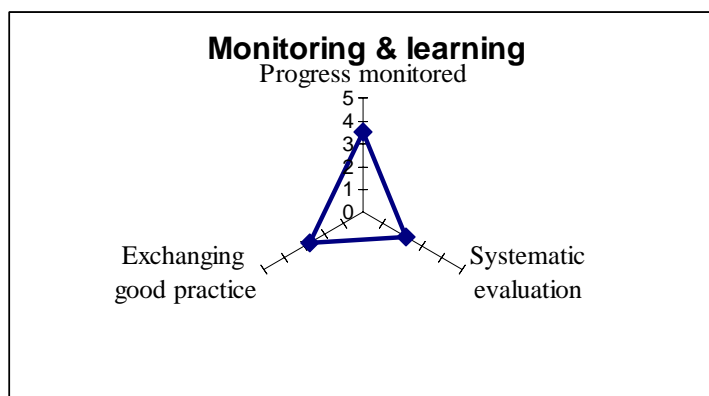 Monitoring & learning
Progress monitored
5
4
3
2
1
0
Exchanging
good practice
Systematic
evaluation